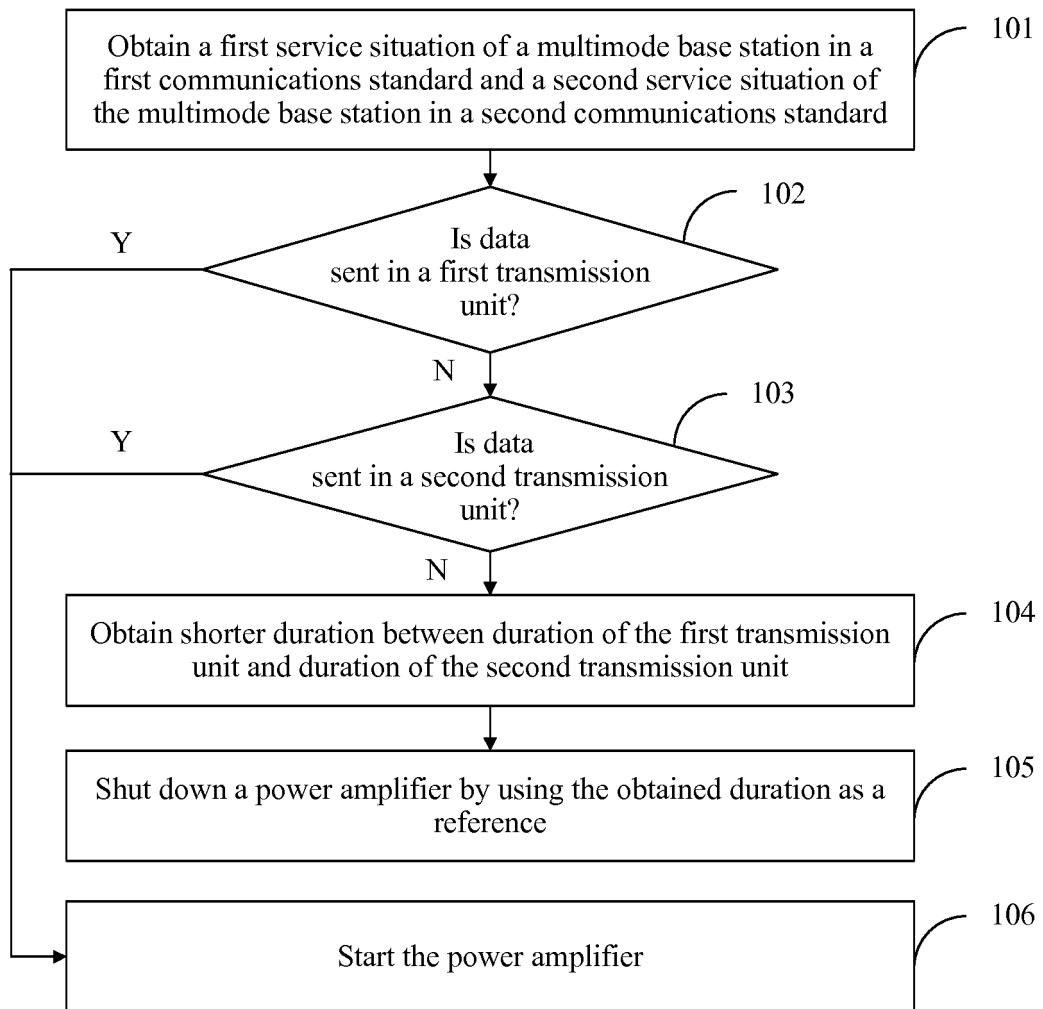 Obtain a first service situation of a multimode base station in a
first communications standard and a second service situation of
the multimode base station in a second communications standard
101
102
Is data
sent in a first transmission
unit?
Y
N
103
Is data
sent in a second transmission
unit?
Y
N
104
Obtain shorter duration between duration of the first transmission
unit and duration of the second transmission unit
105
Shut down a power amplifier by using the obtained duration as a
reference
106
Start the power amplifier